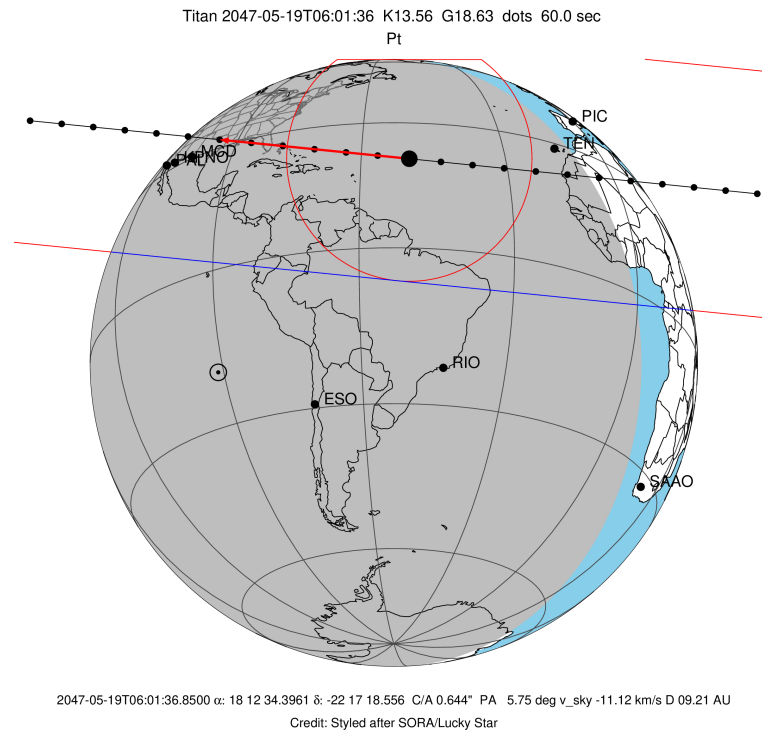 Titan 2047-05-19T06:01:36 K13.56 G18.63 dots 60.0 sec
Pt
PIC
TEN
MCD
KPNO
PAL
RIO
ESO
SAAO
2047-05-19T06:01:36.8500 α: 18 12 34.3961 δ: -22 17 18.556 C/A 0.644" PA 5.75 deg v_sky -11.12 km/s D 09.21 AU
Credit: Styled after SORA/Lucky Star